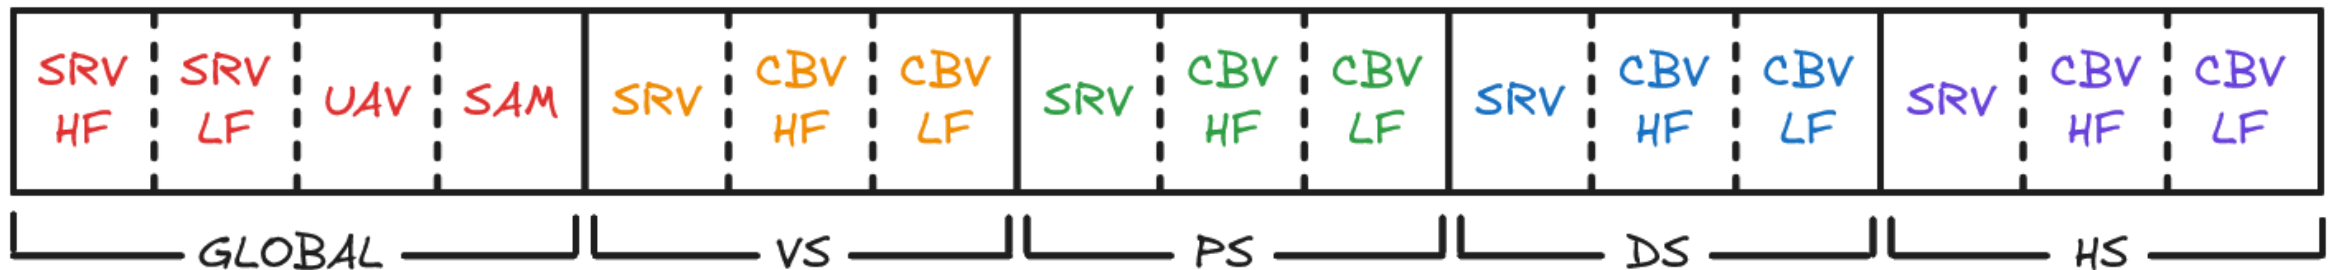 SRV HF
SRV LF
UAV
SAM
SRV
CBV HF
CBV LF
SRV
CBV HF
CBV LF
SRV
CBV HF
CBV LF
SRV
CBV HF
CBV LF
GLOBAL
VS
PS
DS
HS